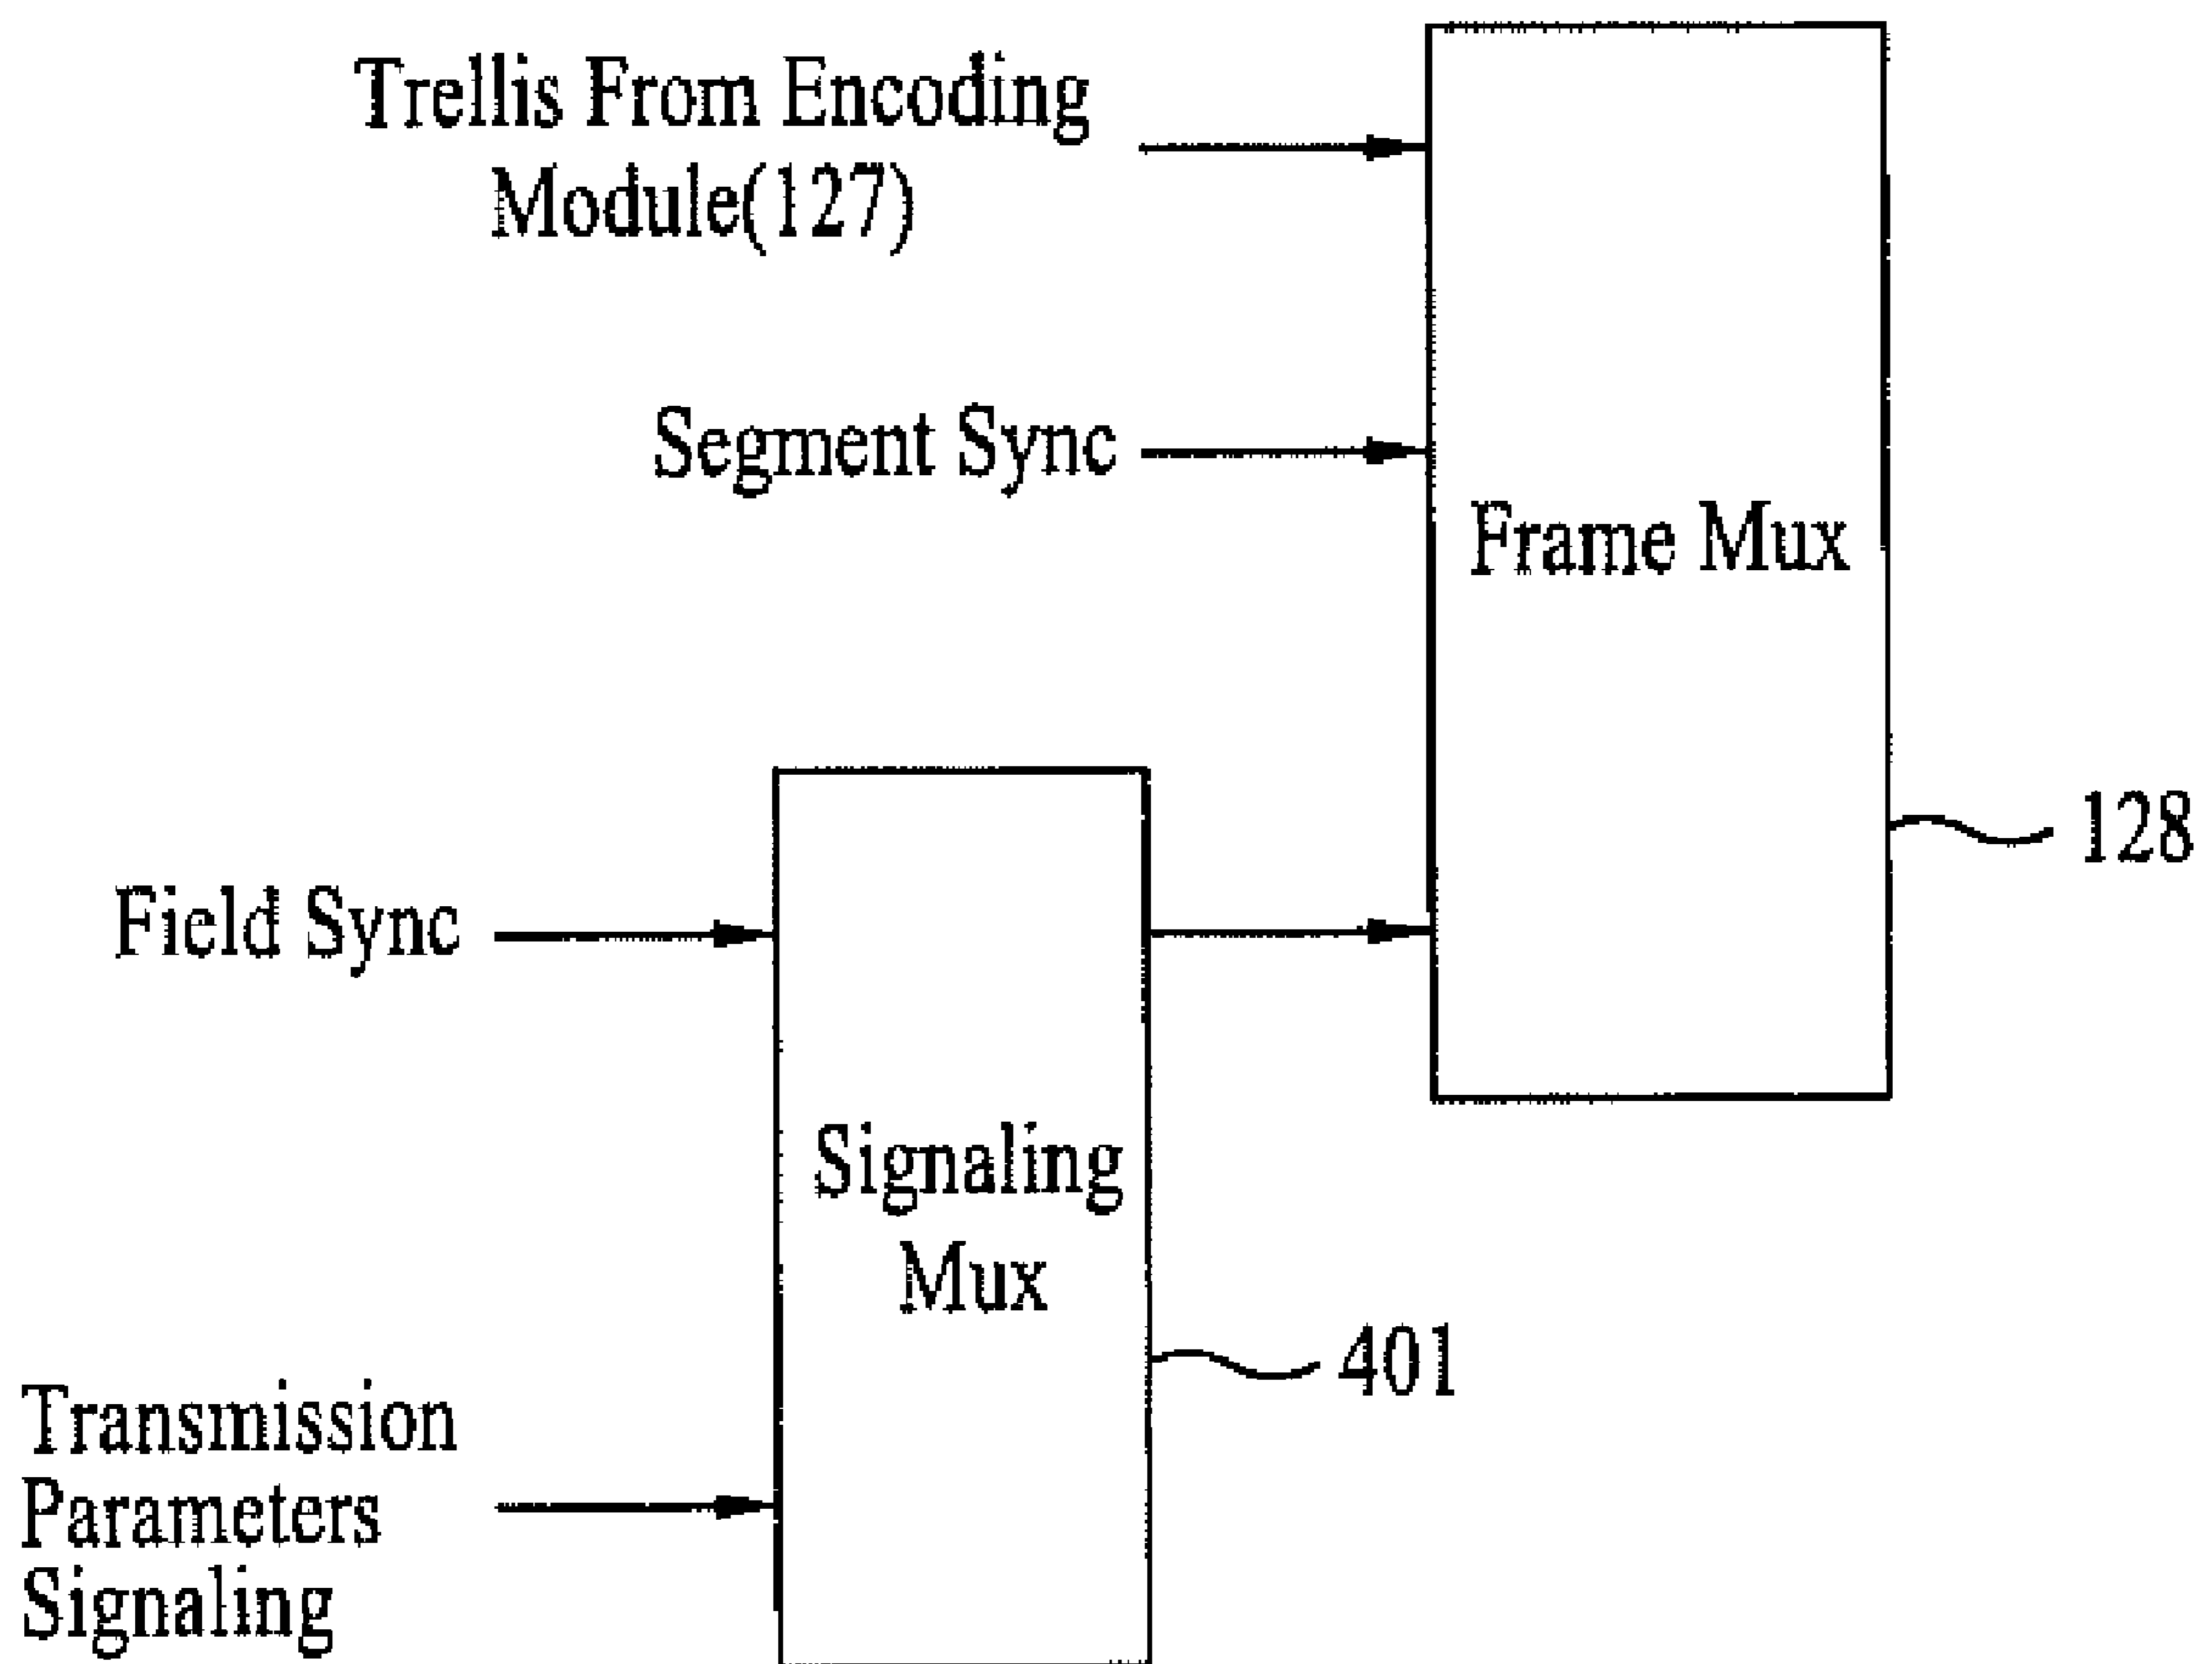 Trellis From Encoding
Module(127)
Segment Sync
Frame Mux
128
Field Sync
Signaling
Mux
401
Transmission
Parameters
Signaling